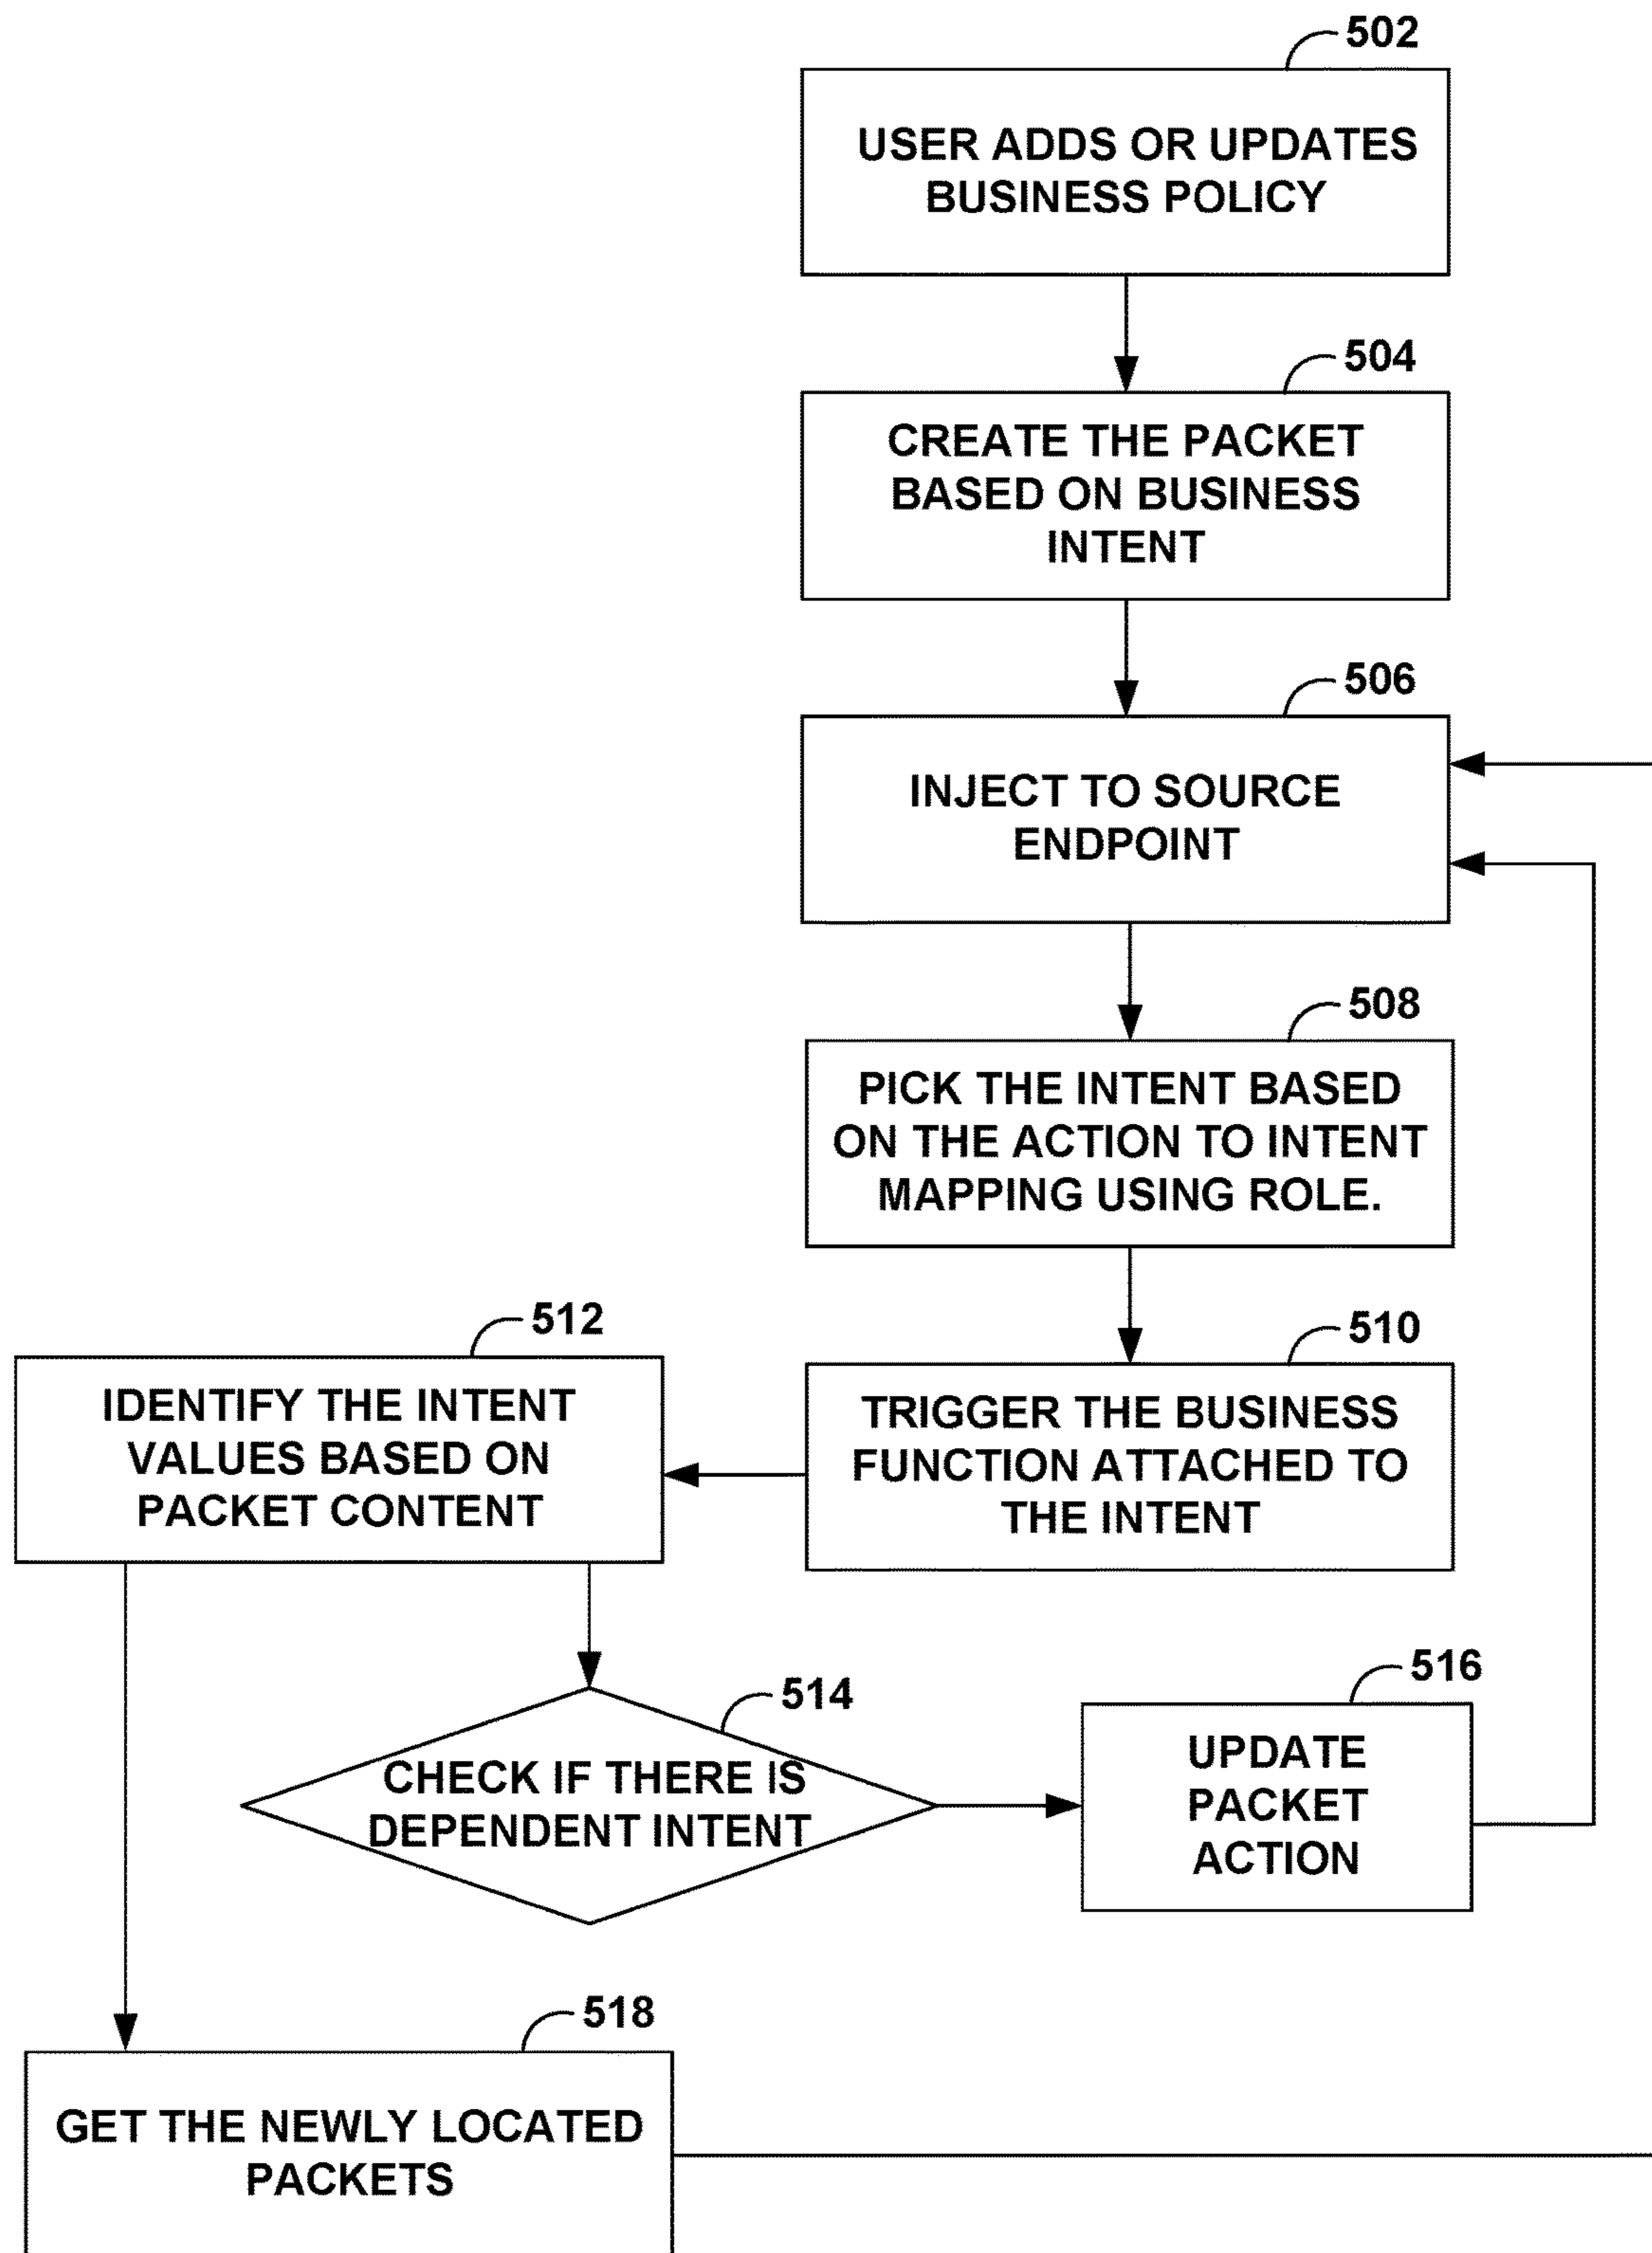 502
USER ADDS OR UPDATES
BUSINESS POLICY
504
CREATE THE PACKET
BASED ON BUSINESS
INTENT
506
INJECT TO SOURCE
ENDPOINT
508
PICK THE INTENT BASED
ON THE ACTION TO INTENT
MAPPING USING ROLE.
510
TRIGGER THE BUSINESS
FUNCTION ATTACHED TO
THE INTENT
512
IDENTIFY THE INTENT
VALUES BASED ON
PACKET CONTENT
514
CHECK IF THERE IS
DEPENDENT INTENT
516
UPDATE
PACKET
ACTION
518
GET THE NEWLY LOCATED
PACKETS